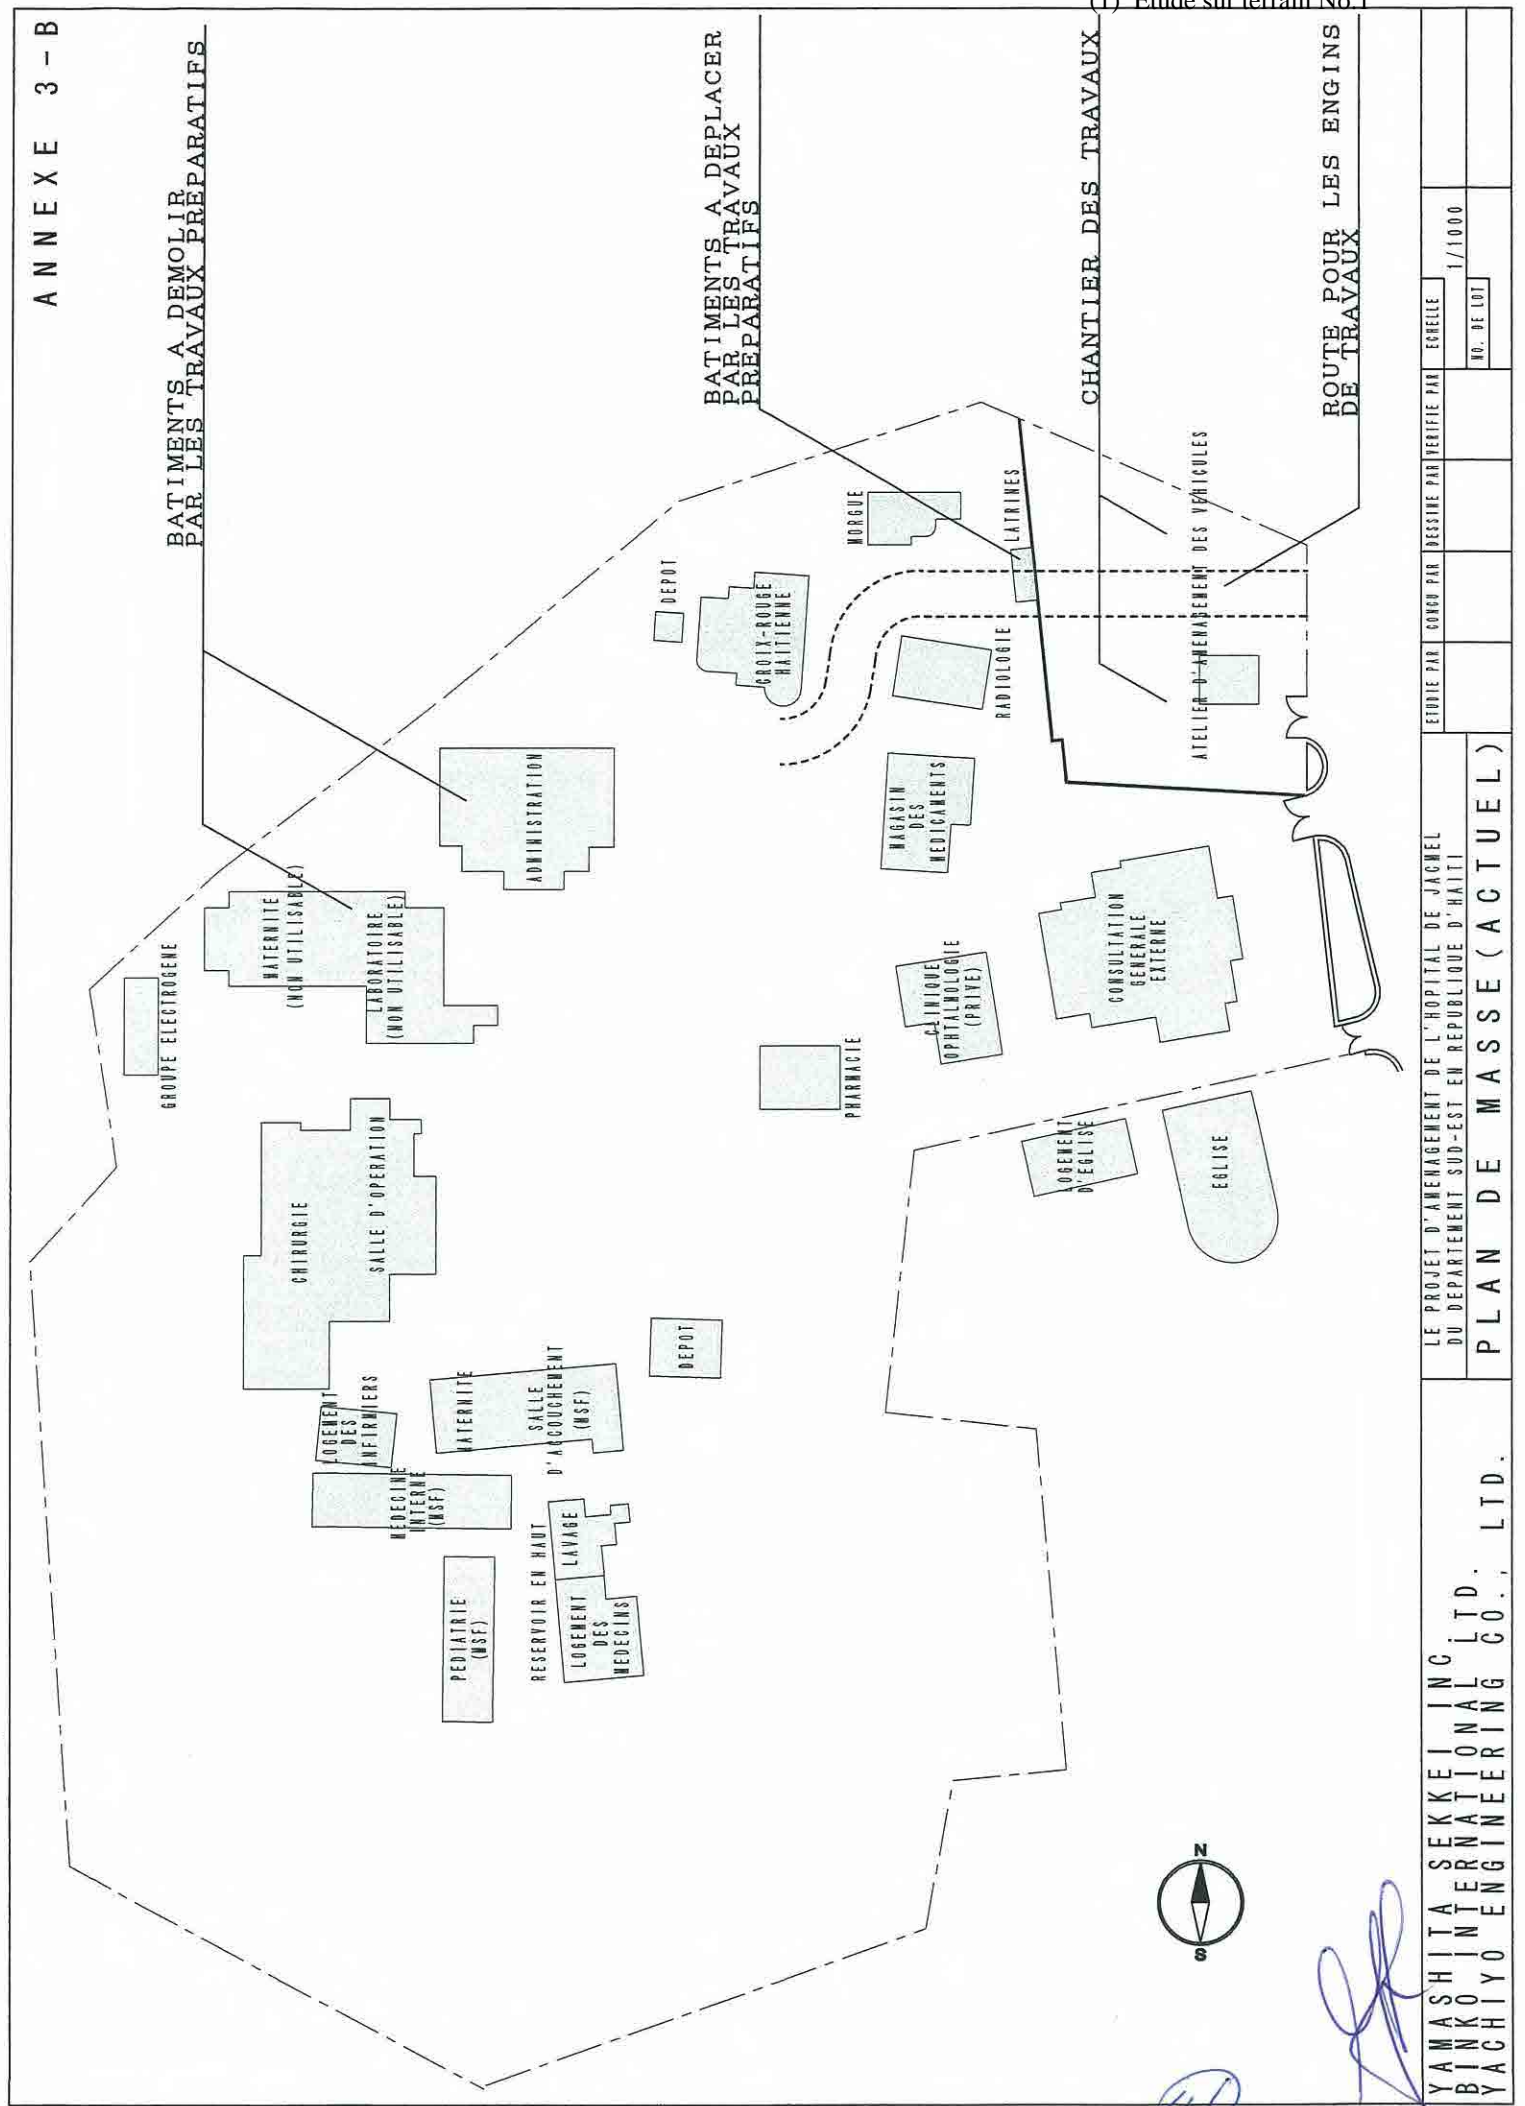 (1) Etude sur terrain No.1
ANNEXE 3-B
BATIMENTS A DEMOLIR
PAR LES TRAVAUX PREPARATIFS
BATIMENTS A DEPLACER
PAR LES TRAVAUX
PREPARATIFS
CHANTIER DES TRAVAUX
ROUTE POUR LES ENGINS
DE TRAVAUX
GROUPE ELECTROGENE
MATERNITE
(NON UTILISABLE)
LABORATOIRE
(NON UTILISABLE)
ADMINISTRATION
DEPOT
CROIX-ROUGE
HAITIENNE
MORGUE
LATRINES
RADIOLOGIE
ATELIER D'AMENAGEMENT DES VEHICULES
MAGASIN
DES
MEDICAMENTS
CHIRURGIE
SALLE D'OPERATION
PHARMACIE
CLINIQUE
OPHTALMOLOGIE
(PRIVE)
CONSULTATION
GENERALE
EXTERNE
LOGEMENT
D'EGLISE
EGLISE
LOGEMENT
DES
INFIRMIERS
MATERNITE
SALLE
D'ACCOUCHEMENT
(MSF)
DEPOT
MEDECINE
INTERNE
(MSF)
PEDIATRIE
(MSF)
RESERVOIR EN HAUT
LAVAGE
LOGEMENT
DES
MEDECINS
N
S
YAMASHITA SEKKEI INC.
BINKO INTERNATIONAL LTD.
YACHIYO ENGINEERING CO., LTD.
LE PROJET D'AMENAGEMENT DE L'HOPITAL DE JACMEL
DU DEPARTEMENT SUD-EST EN REPUBLIQUE D'HAITI
PLAN DE MASSE(ACTUEL)
ETUDIE PAR
CONCU PAR
DESSINE PAR
VERIFIE PAR
ECHELLE
1/1000
NO. DE LOT